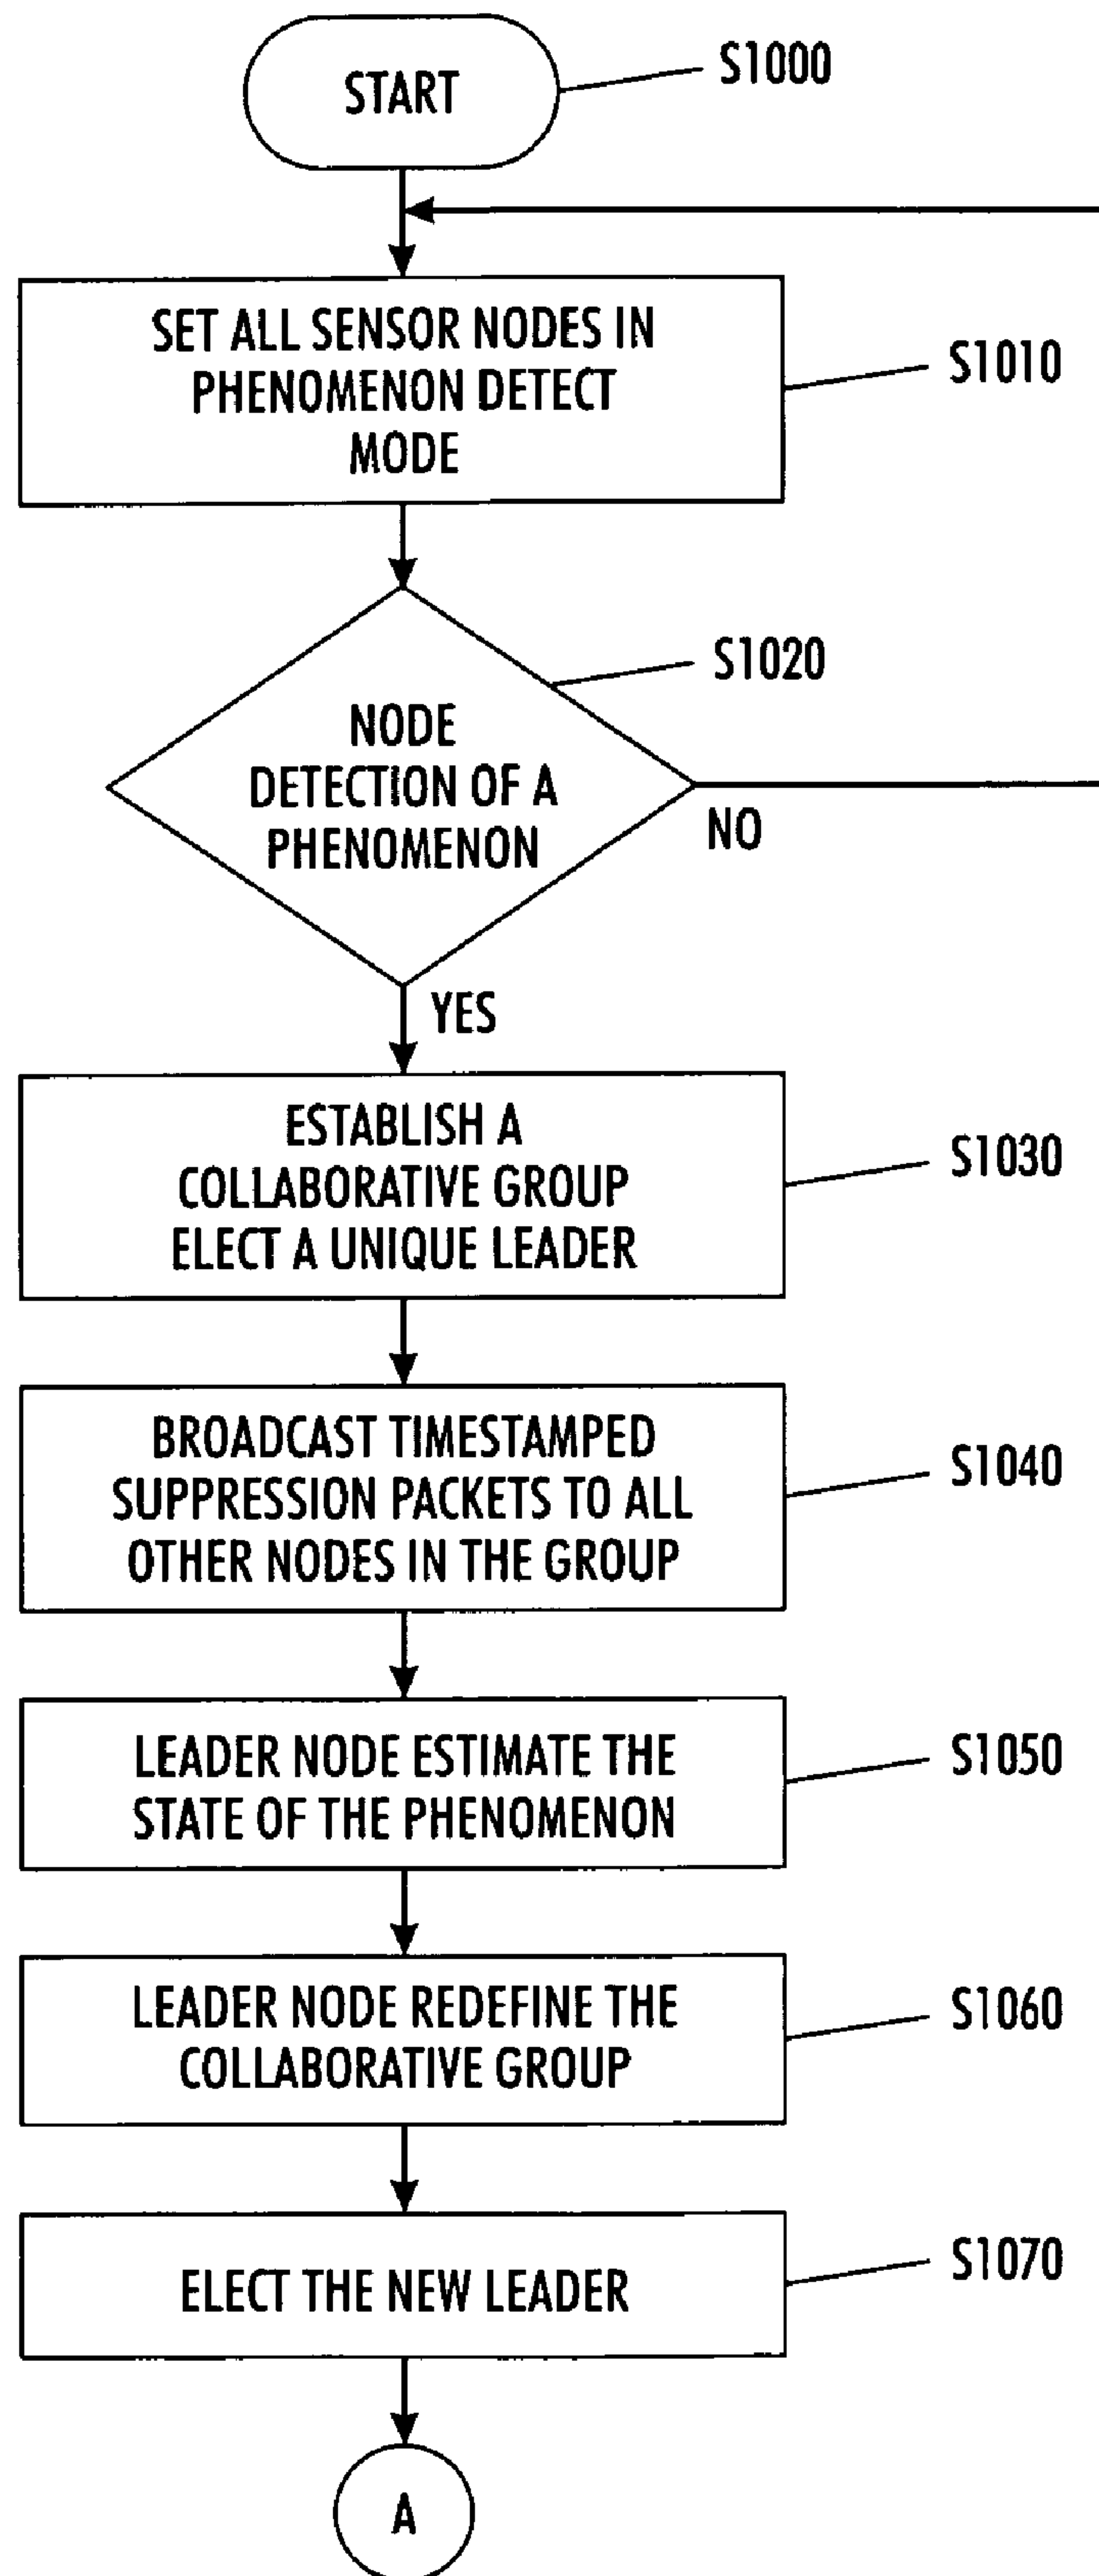 START
S1000
SET ALL SENSOR NODES IN
PHENOMENON DETECT
MODE
S1010
NODE
DETECTION OF A
PHENOMENON
S1020
NO
YES
ESTABLISH A
COLLABORATIVE GROUP
ELECT A UNIQUE LEADER
S1030
BROADCAST TIMESTAMPED
SUPPRESSION PACKETS TO ALL
OTHER NODES IN THE GROUP
S1040
LEADER NODE ESTIMATE THE
STATE OF THE PHENOMENON
S1050
LEADER NODE REDEFINE THE
COLLABORATIVE GROUP
S1060
ELECT THE NEW LEADER
S1070
A